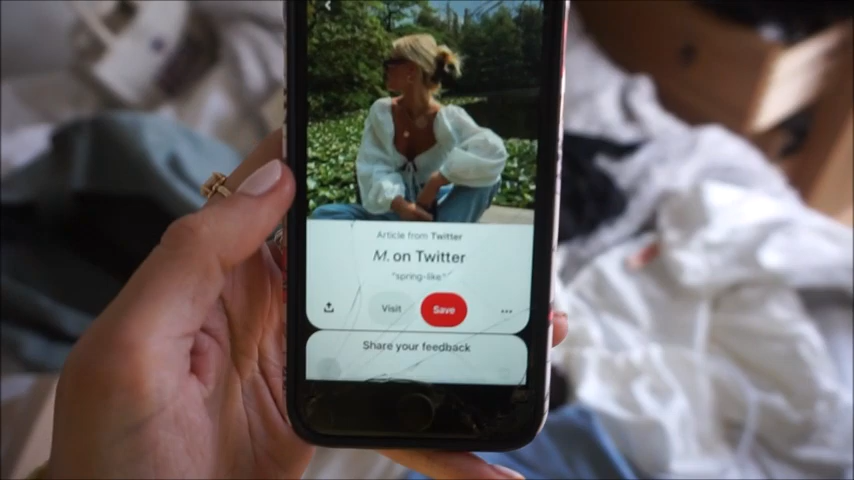 Article from Twitter
M. on Twitter
"spring-like"
Visit
Save
Share your feedback